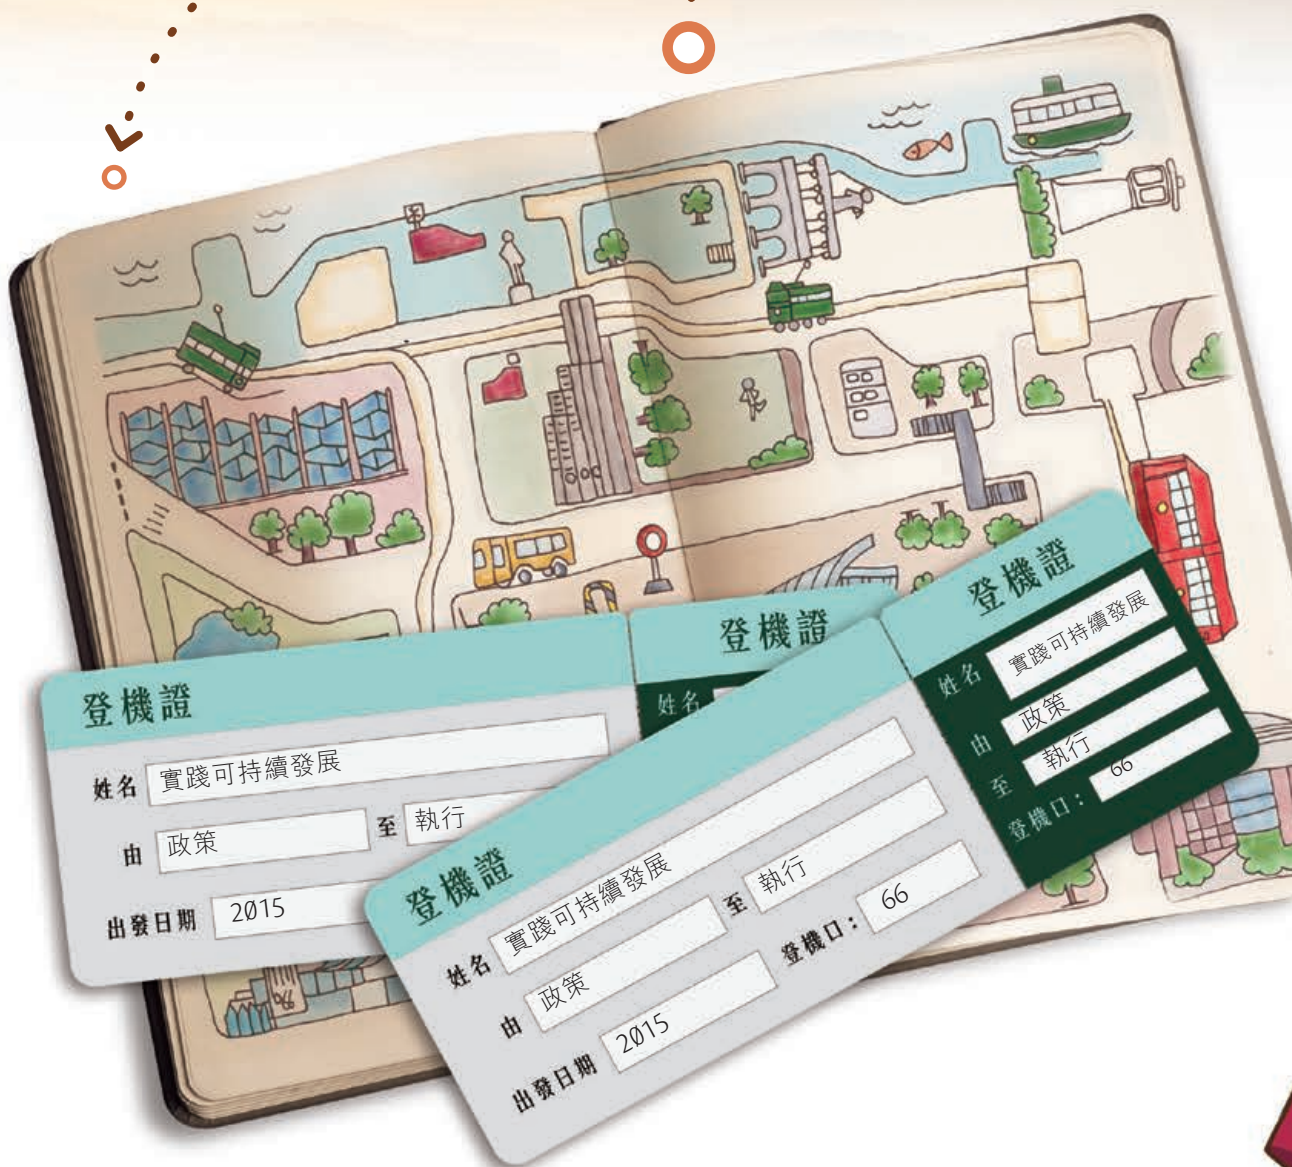 登機證
姓名 實踐可持續發展
由 政策 至 執行
出發日期 2015
登機證
姓名
登機證
姓名 實踐可持續發展
由 政策 至 執行
出發日期 2015 登機口： 66
登機證
姓名 實踐可持續發展
由 政策
至 執行
登機口： 66